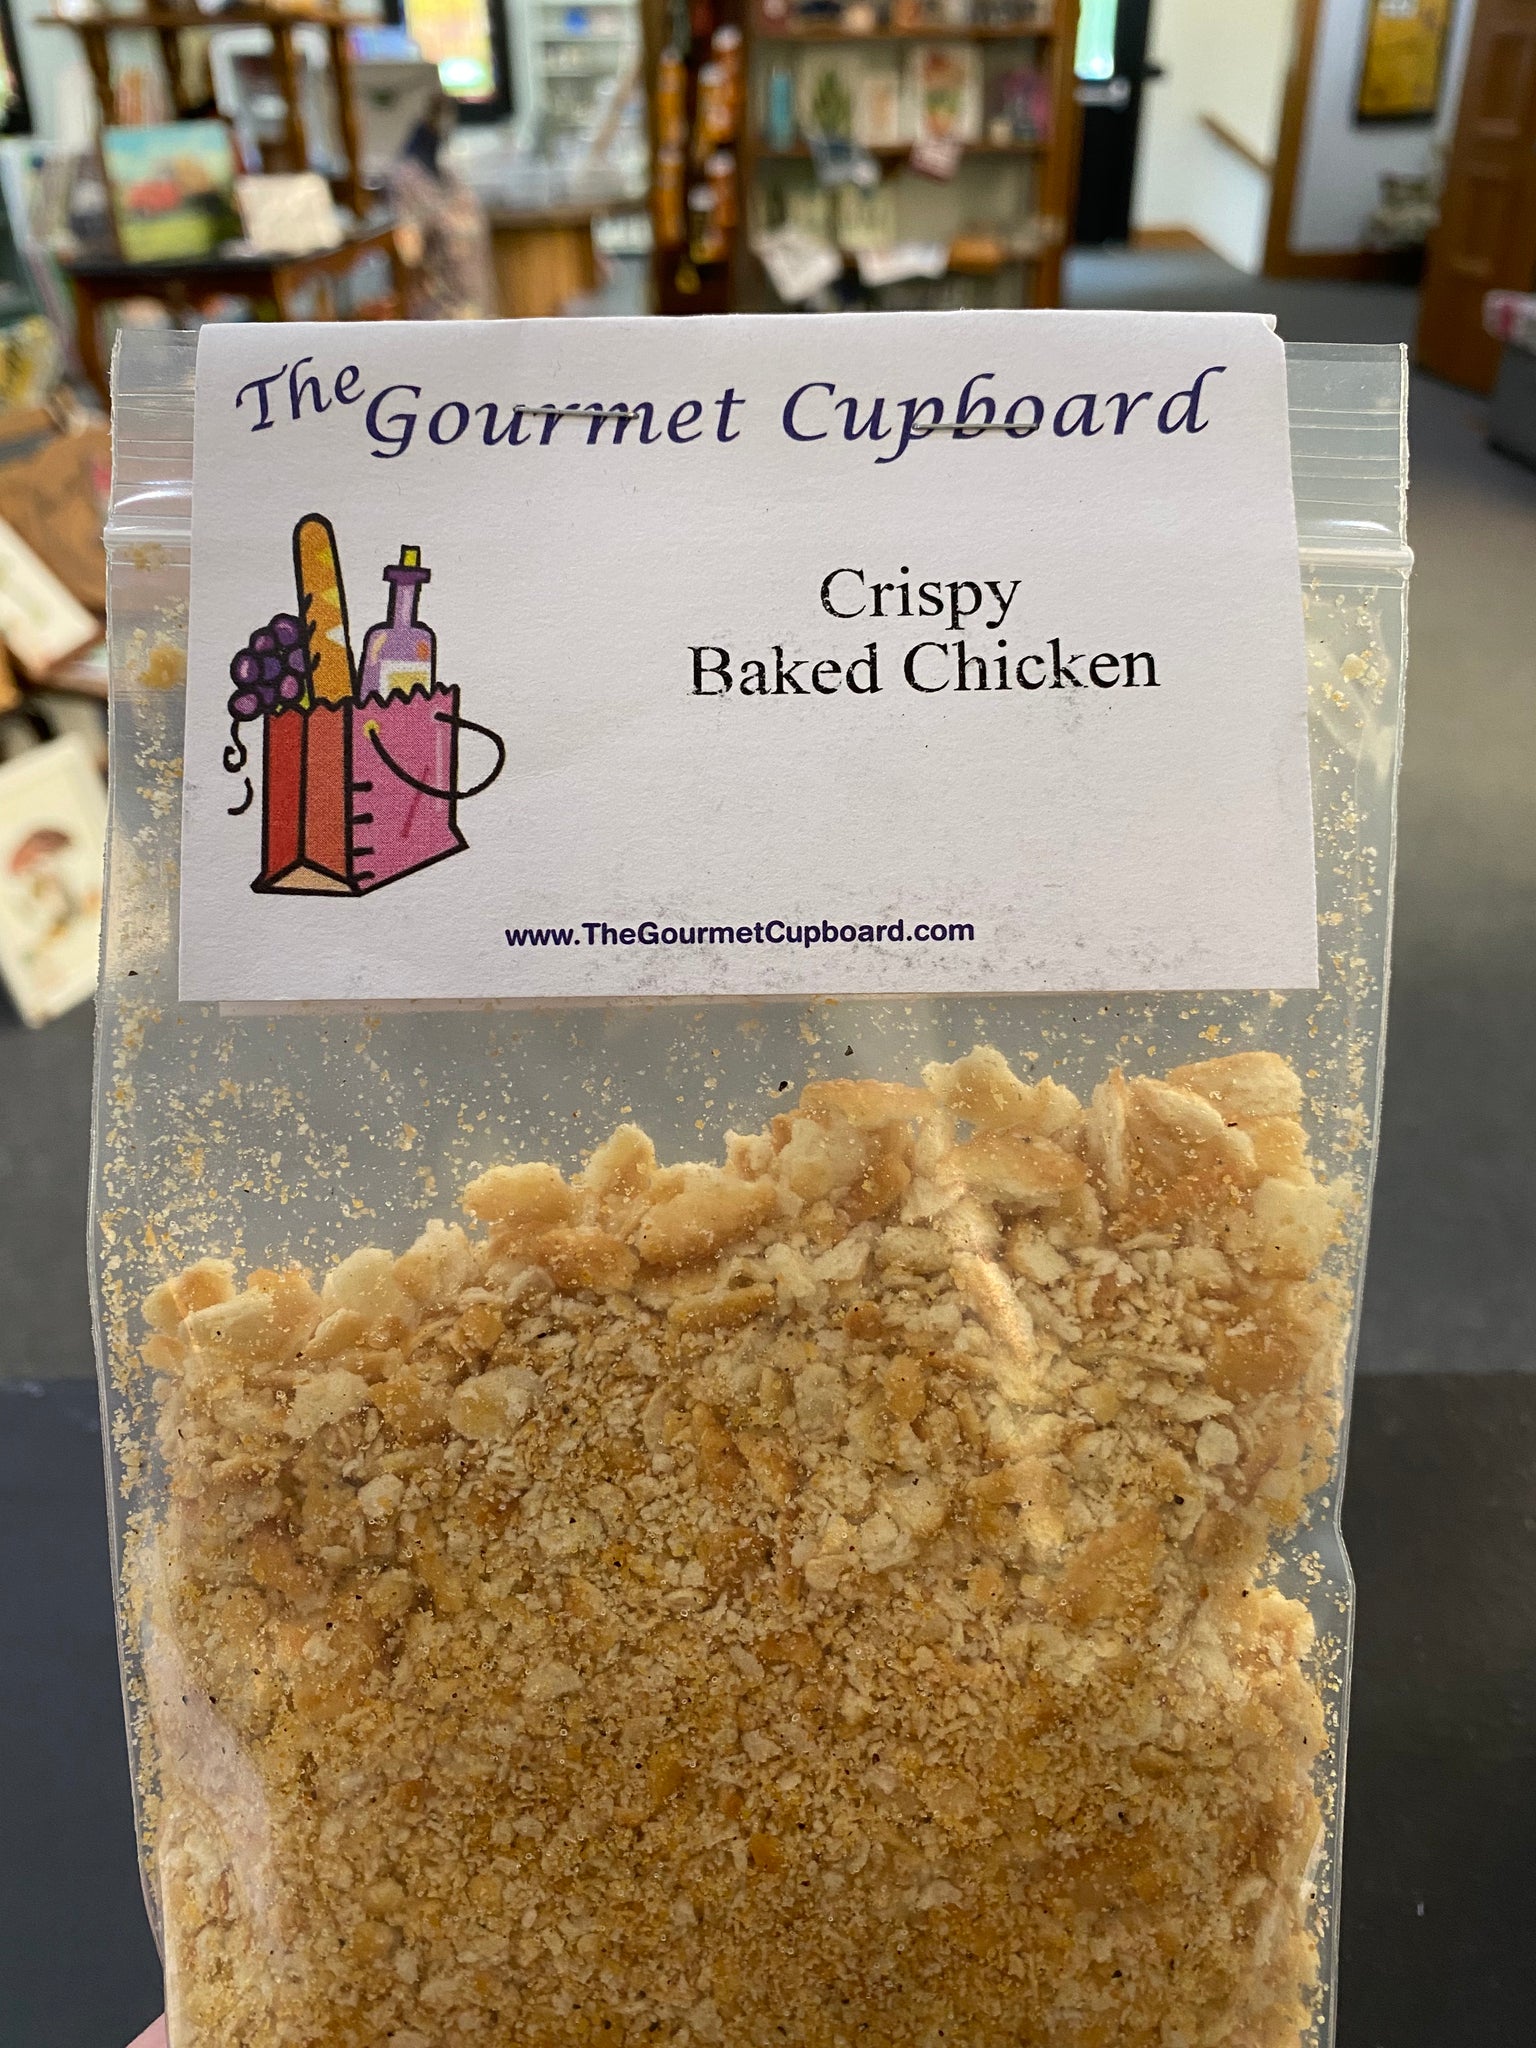 The Gourmet Cupboard
Crispy
Baked Chicken
www.TheGourmetCupboard.com